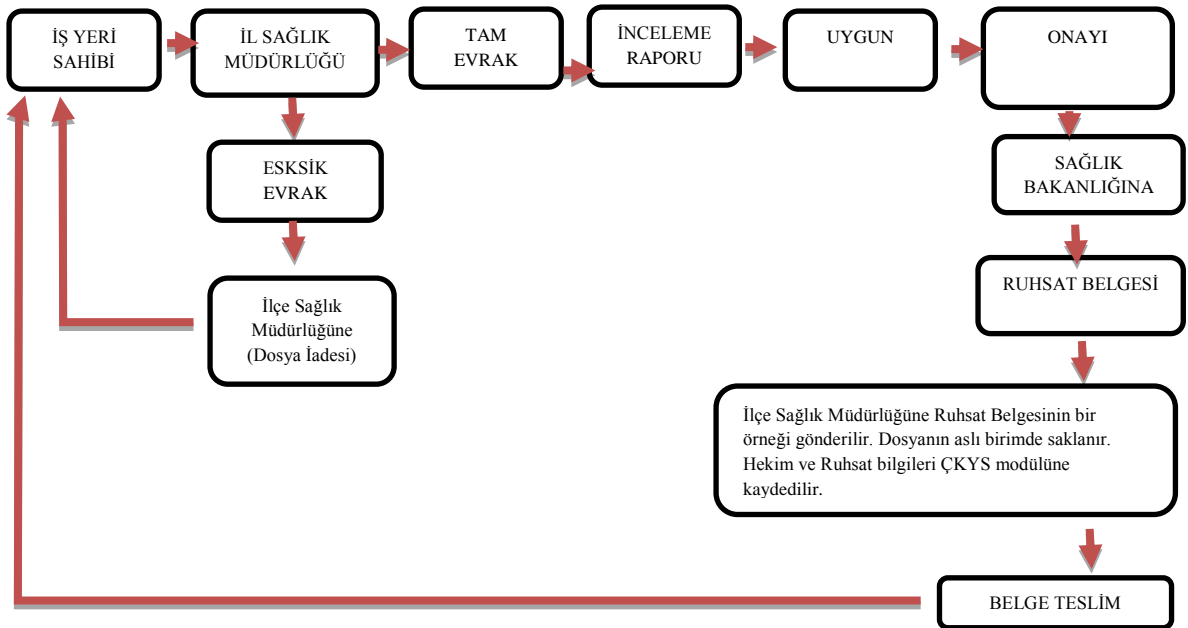 İŞ YERİ
SAHİBİ
İL SAĞLIK
MÜDÜRLÜĞÜ
TAM
EVRAK
İNCELEME
RAPORU
UYGUN
ONAYI
ESKSİK
EVRAK
SAĞLIK
BAKANLIĞINA
İlçe Sağlık
Müdürlüğüne
(Dosya İadesi)
RUHSAT BELGESİ
İlçe Sağlık Müdürlüğüne Ruhsat Belgesinin bir
örneği gönderilir. Dosyanın aslı birimde saklanır.
Hekim ve Ruhsat bilgileri ÇKYS modülüne
kaydedilir.
BELGE TESLİM